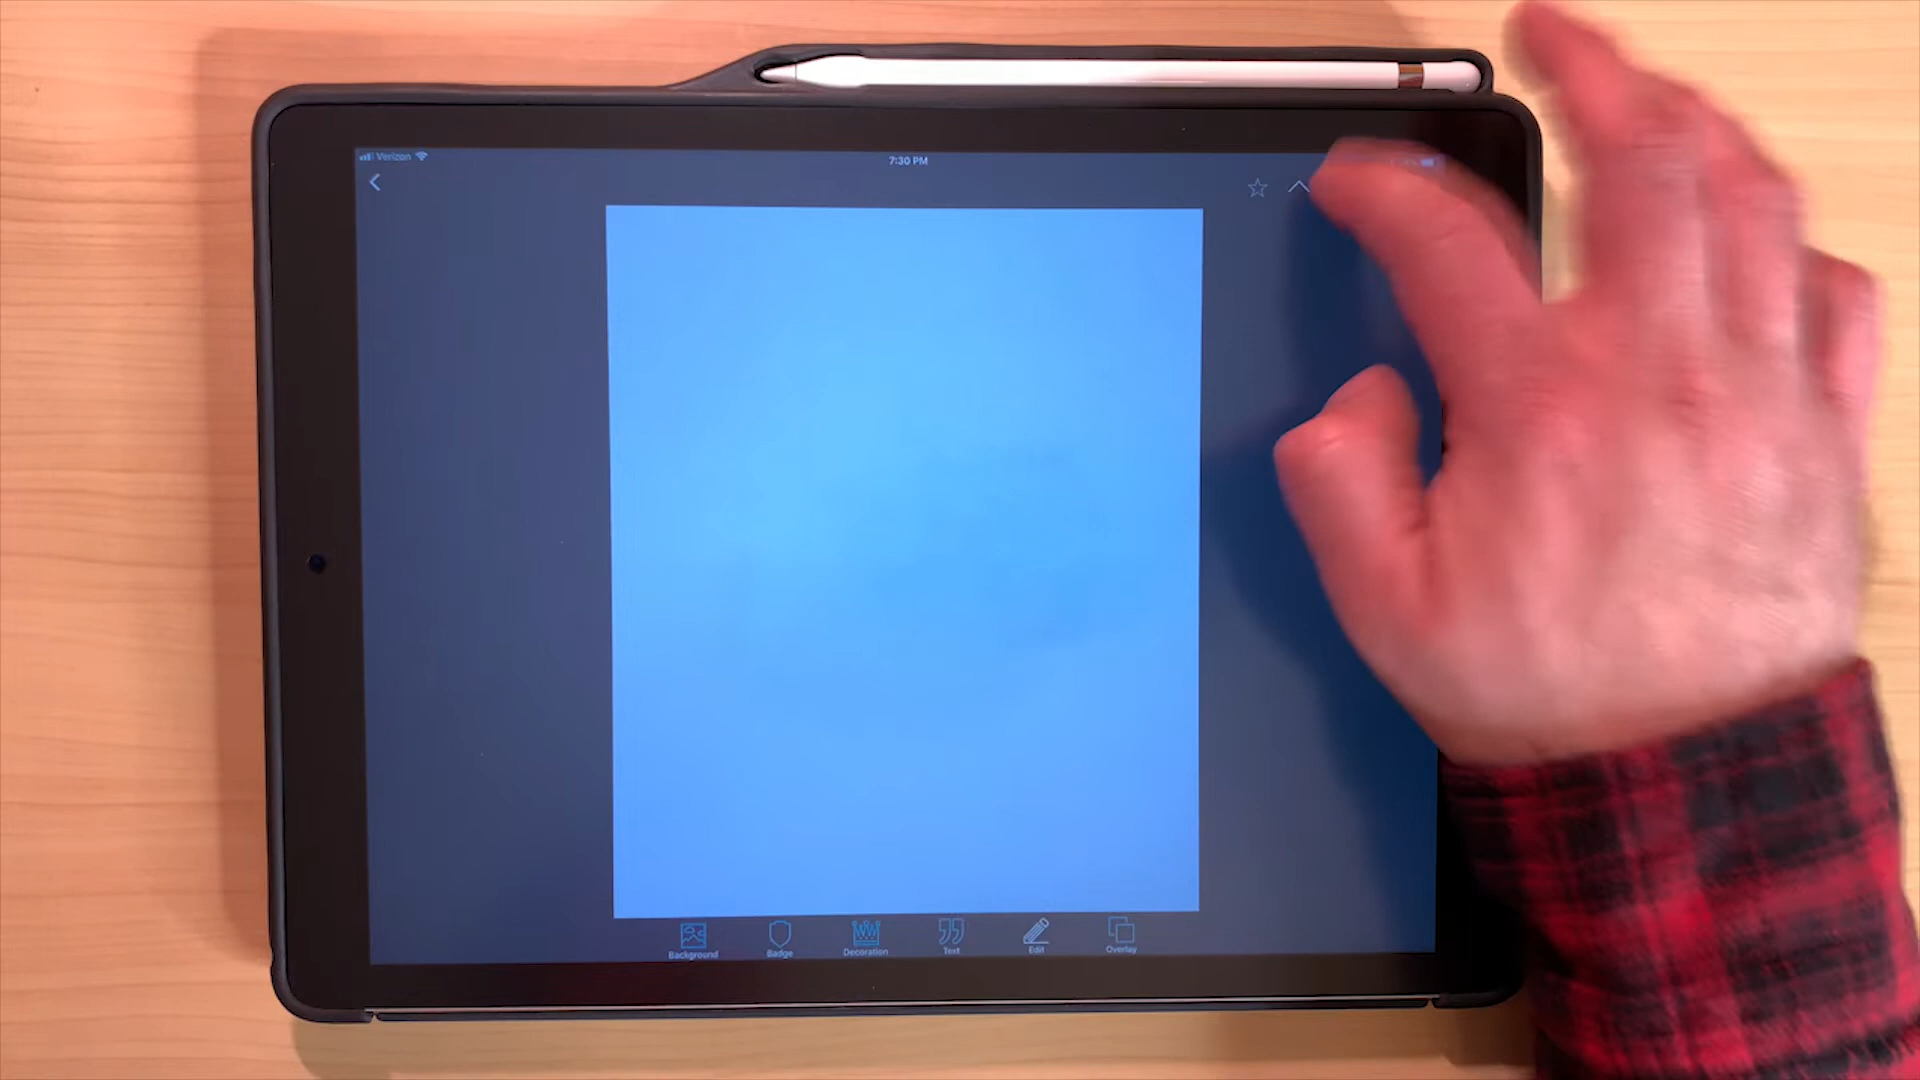 Verizon
7:30 PM
Background
Badge
Decoration
Text
Edit
Overlay